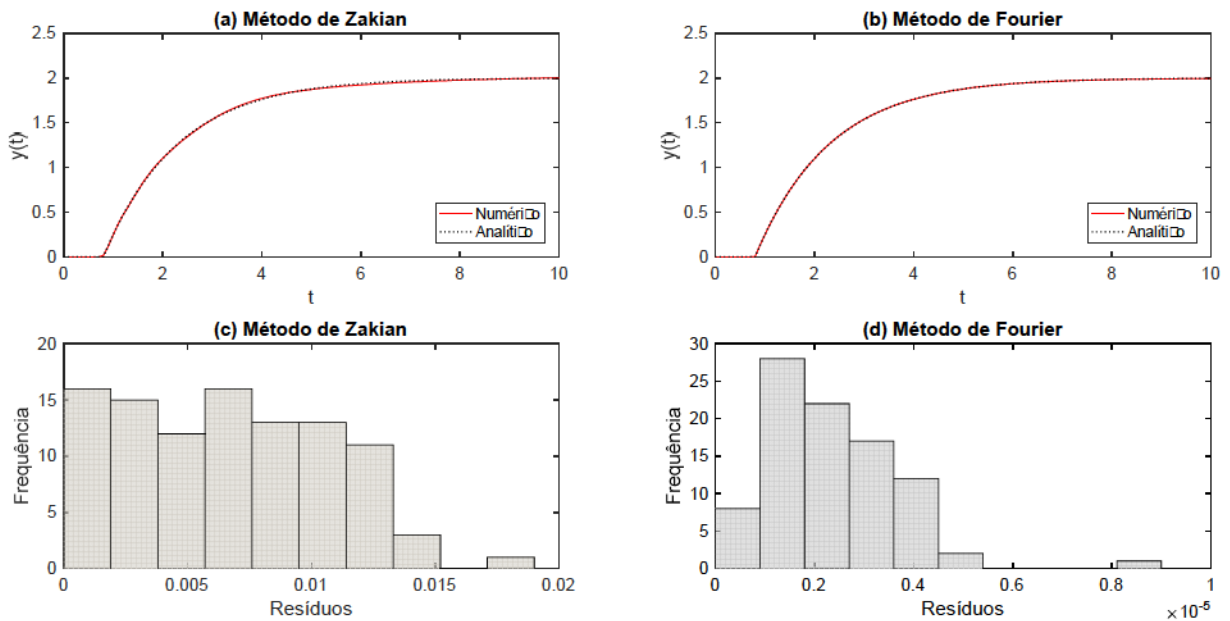 (a) Método de Zakian
2.5
2
1.5
1
0.5
0
y(t)
Numéri□o
Analíti□o
0 2 4 6 8 10
t
(b) Método de Fourier
2.5
2
1.5
1
0.5
0
y(t)
Numéri□o
Analíti□o
0 2 4 6 8 10
t
(c) Método de Zakian
20
15
10
5
0
Frequência
0 0.005 0.01 0.015 0.02
Resíduos
(d) Método de Fourier
30
25
20
15
10
5
0
Frequência
0 0.2 0.4 0.6 0.8 1
Resíduos
×10⁻⁵